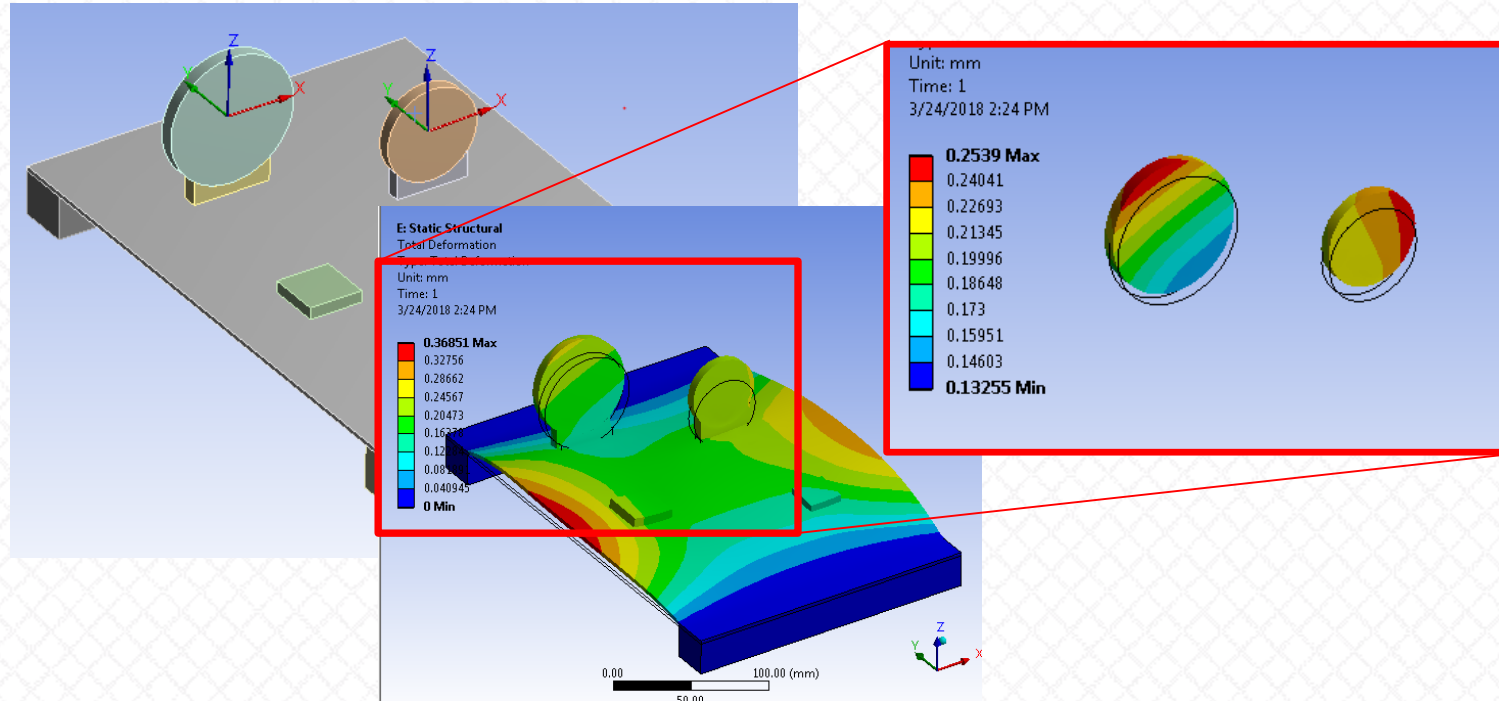 Z
Y
X
Z
Y
X
Unit: mm
Time: 1
3/24/2018 2:24 PM
0.2539 Max
0.24041
0.22693
0.21345
0.19996
0.18648
0.173
0.15951
0.14603
0.13255 Min
E: Static Structural
Total Deformation
Type: Total Deformation
Unit: mm
Time: 1
3/24/2018 2:24 PM
0.36851 Max
0.32756
0.28662
0.24567
0.20473
0.040945
0 Min
0.00 100.00 (mm)
50.00
Z
Y
X